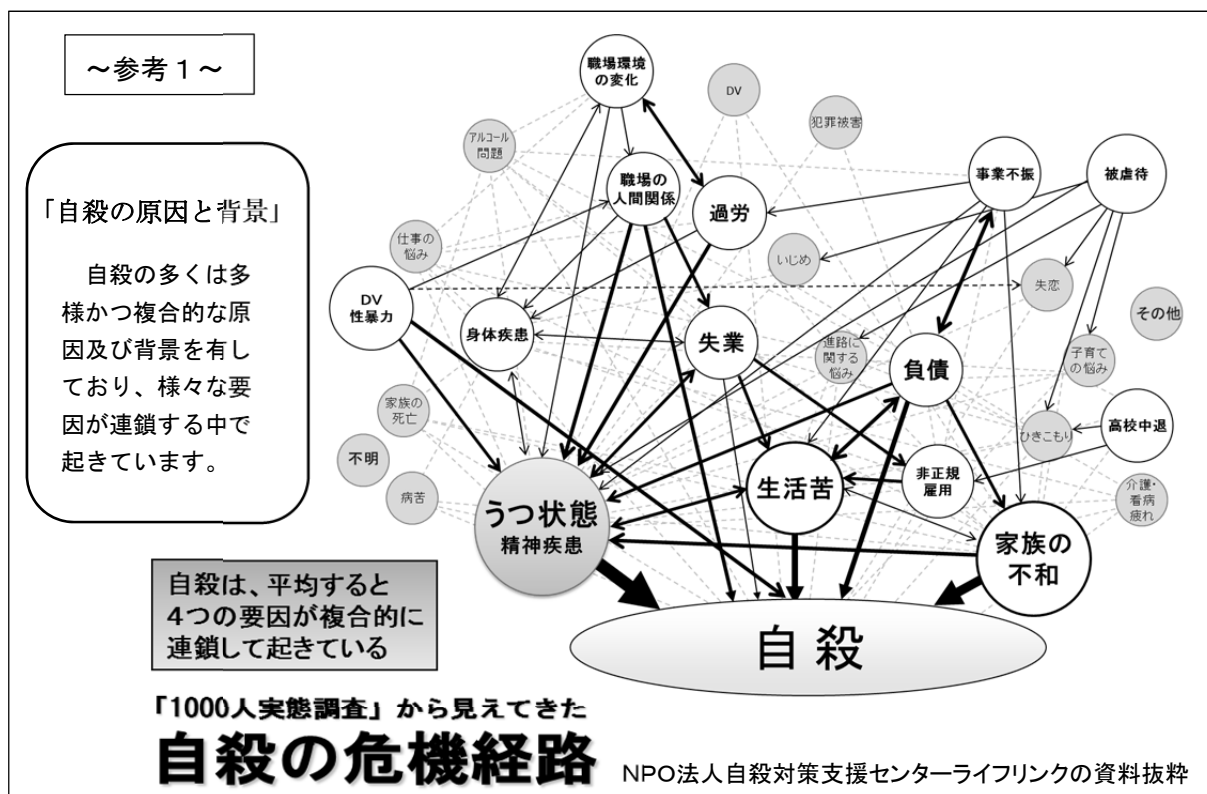 ～参考１～
「自殺の原因と背景」
自殺の多くは多
様かつ複合的な原
因及び背景を有し
ており、様々な要
因が連鎖する中で
起きています。
職場環境
の変化
DV
犯罪被害
アルコール
問題
職場の
人間関係
過労
事業不振
被虐待
仕事の
悩み
いじめ
失恋
その他
DV
性暴力
身体疾患
失業
進路に
関する
悩み
負債
子育て
の悩み
家族の
死亡
ひきこもり
高校中退
不明
病苦
うつ状態
精神疾患
生活苦
非正規
雇用
介護・
看病
疲れ
家族の
不和
自殺
自殺は、平均すると
４つの要因が複合的に
連鎖して起きている
「1000人実態調査」から見えてきた
自殺の危機経路
NPO法人自殺対策支援センターライフリンクの資料抜粋